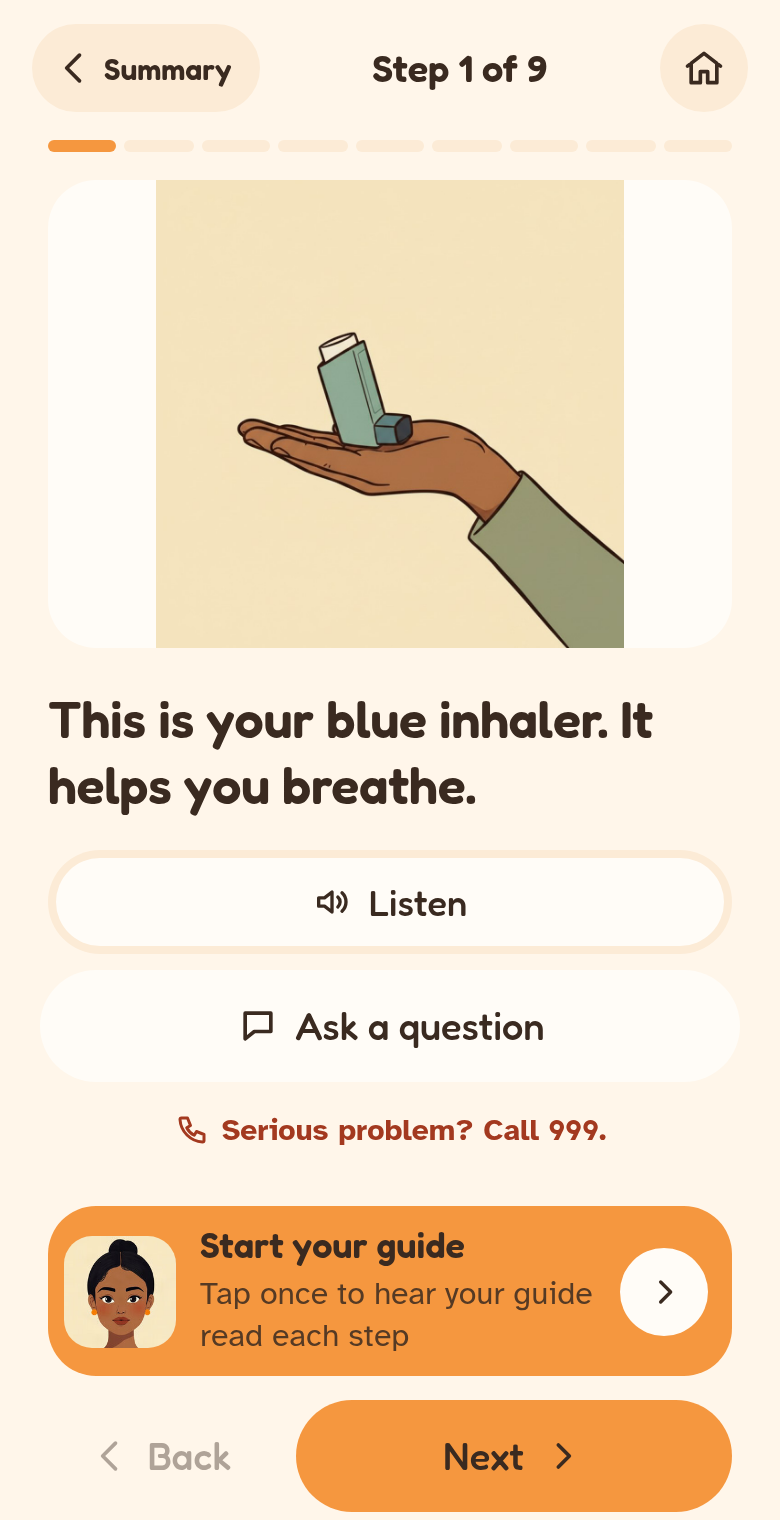 Summary
Step 1 of 9
This is your blue inhaler. It
helps you breathe.
Listen
Ask a question
Serious problem? Call 999.
Start your guide
Tap once to hear your guide
read each step
Back
Next